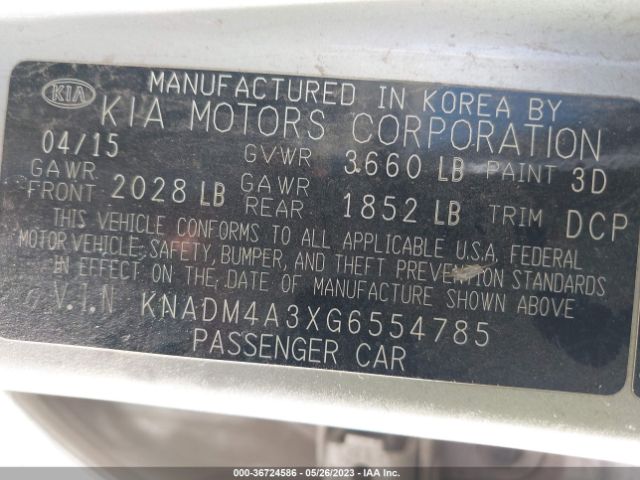 KIA
MANUFACTURED IN KOREA BY
KIA MOTORS CORPORATION
04/15 GVWR 3660 LB PAINT 3D
GAWR FRONT 2028 LB GAWR REAR 1852 LB TRIM DCP
THIS VEHICLE CONFORMS TO ALL APPLICABLE U.S.A. FEDERAL
MOTOR VEHICLE, SAFETY, BUMPER, AND THEFT PREVENTION STANDARDS
IN EFFECT ON THE DATE OF MANUFACTURE SHOWN ABOVE
V.I.N KNADM4A3XG6554785
PASSENGER CAR
000-36724586 - 05/26/2023 - IAA Inc.